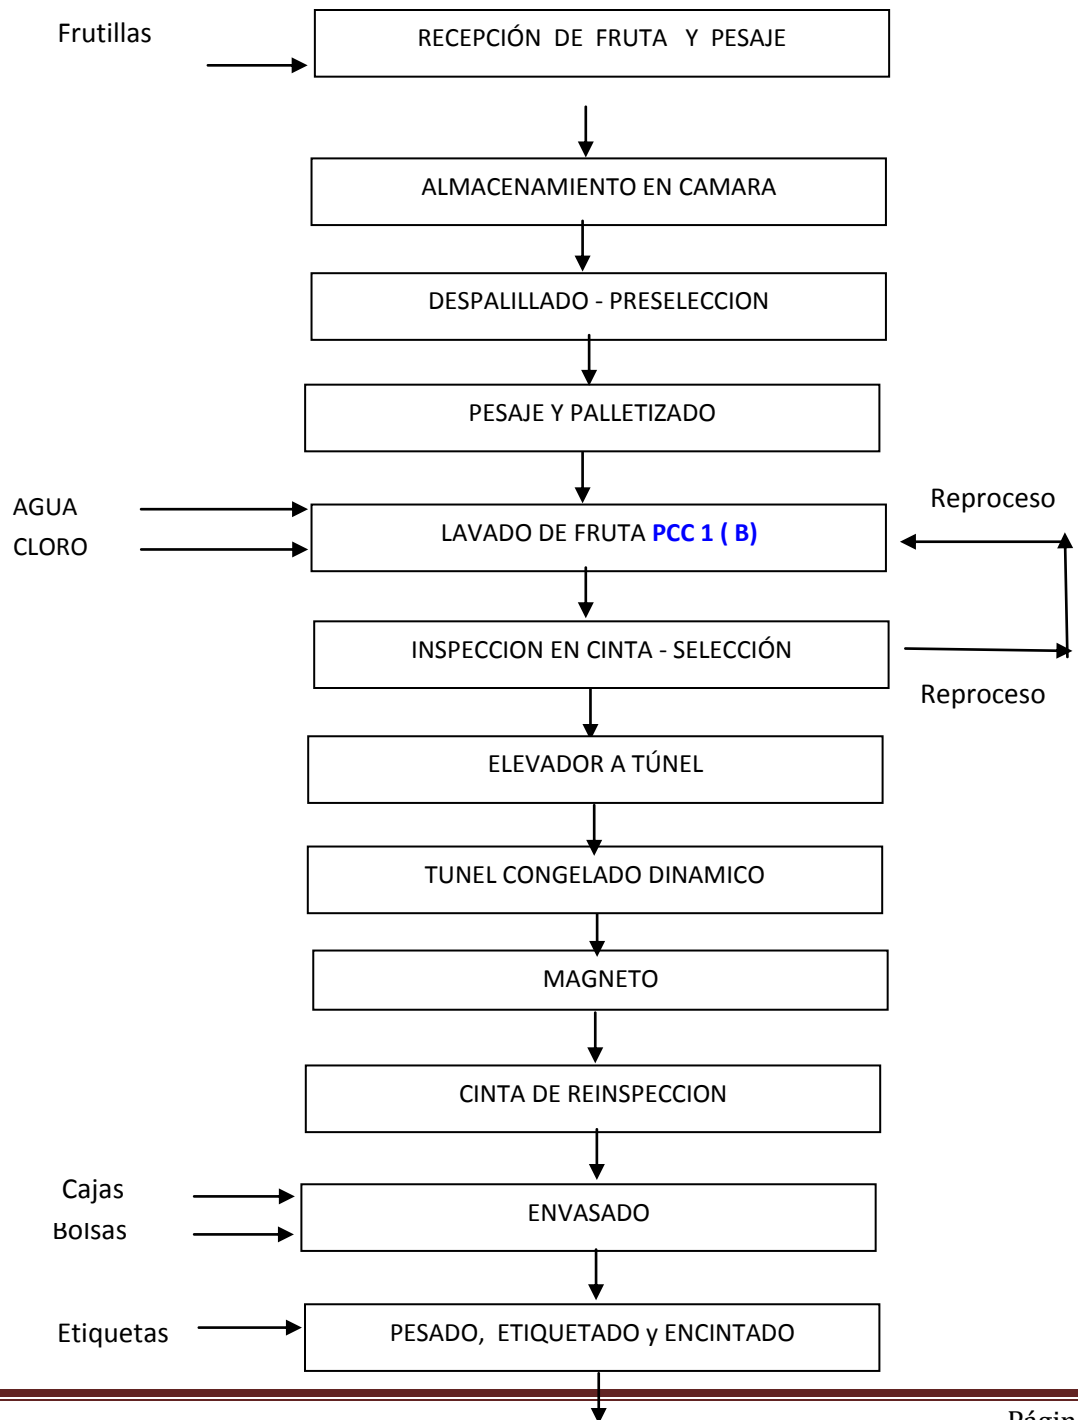 Frutillas
RECEPCIÓN DE FRUTA Y PESAJE
ALMACENAMIENTO EN CAMARA
DESPALILLADO - PRESELECCION
PESAJE Y PALLETIZADO
AGUA
CLORO
LAVADO DE FRUTA PCC 1 ( B)
Reproceso
INSPECCION EN CINTA - SELECCIÓN
Reproceso
ELEVADOR A TÚNEL
TUNEL CONGELADO DINAMICO
MAGNETO
CINTA DE REINSPECCION
Cajas
Bolsas
ENVASADO
Etiquetas
PESADO, ETIQUETADO y ENCINTADO